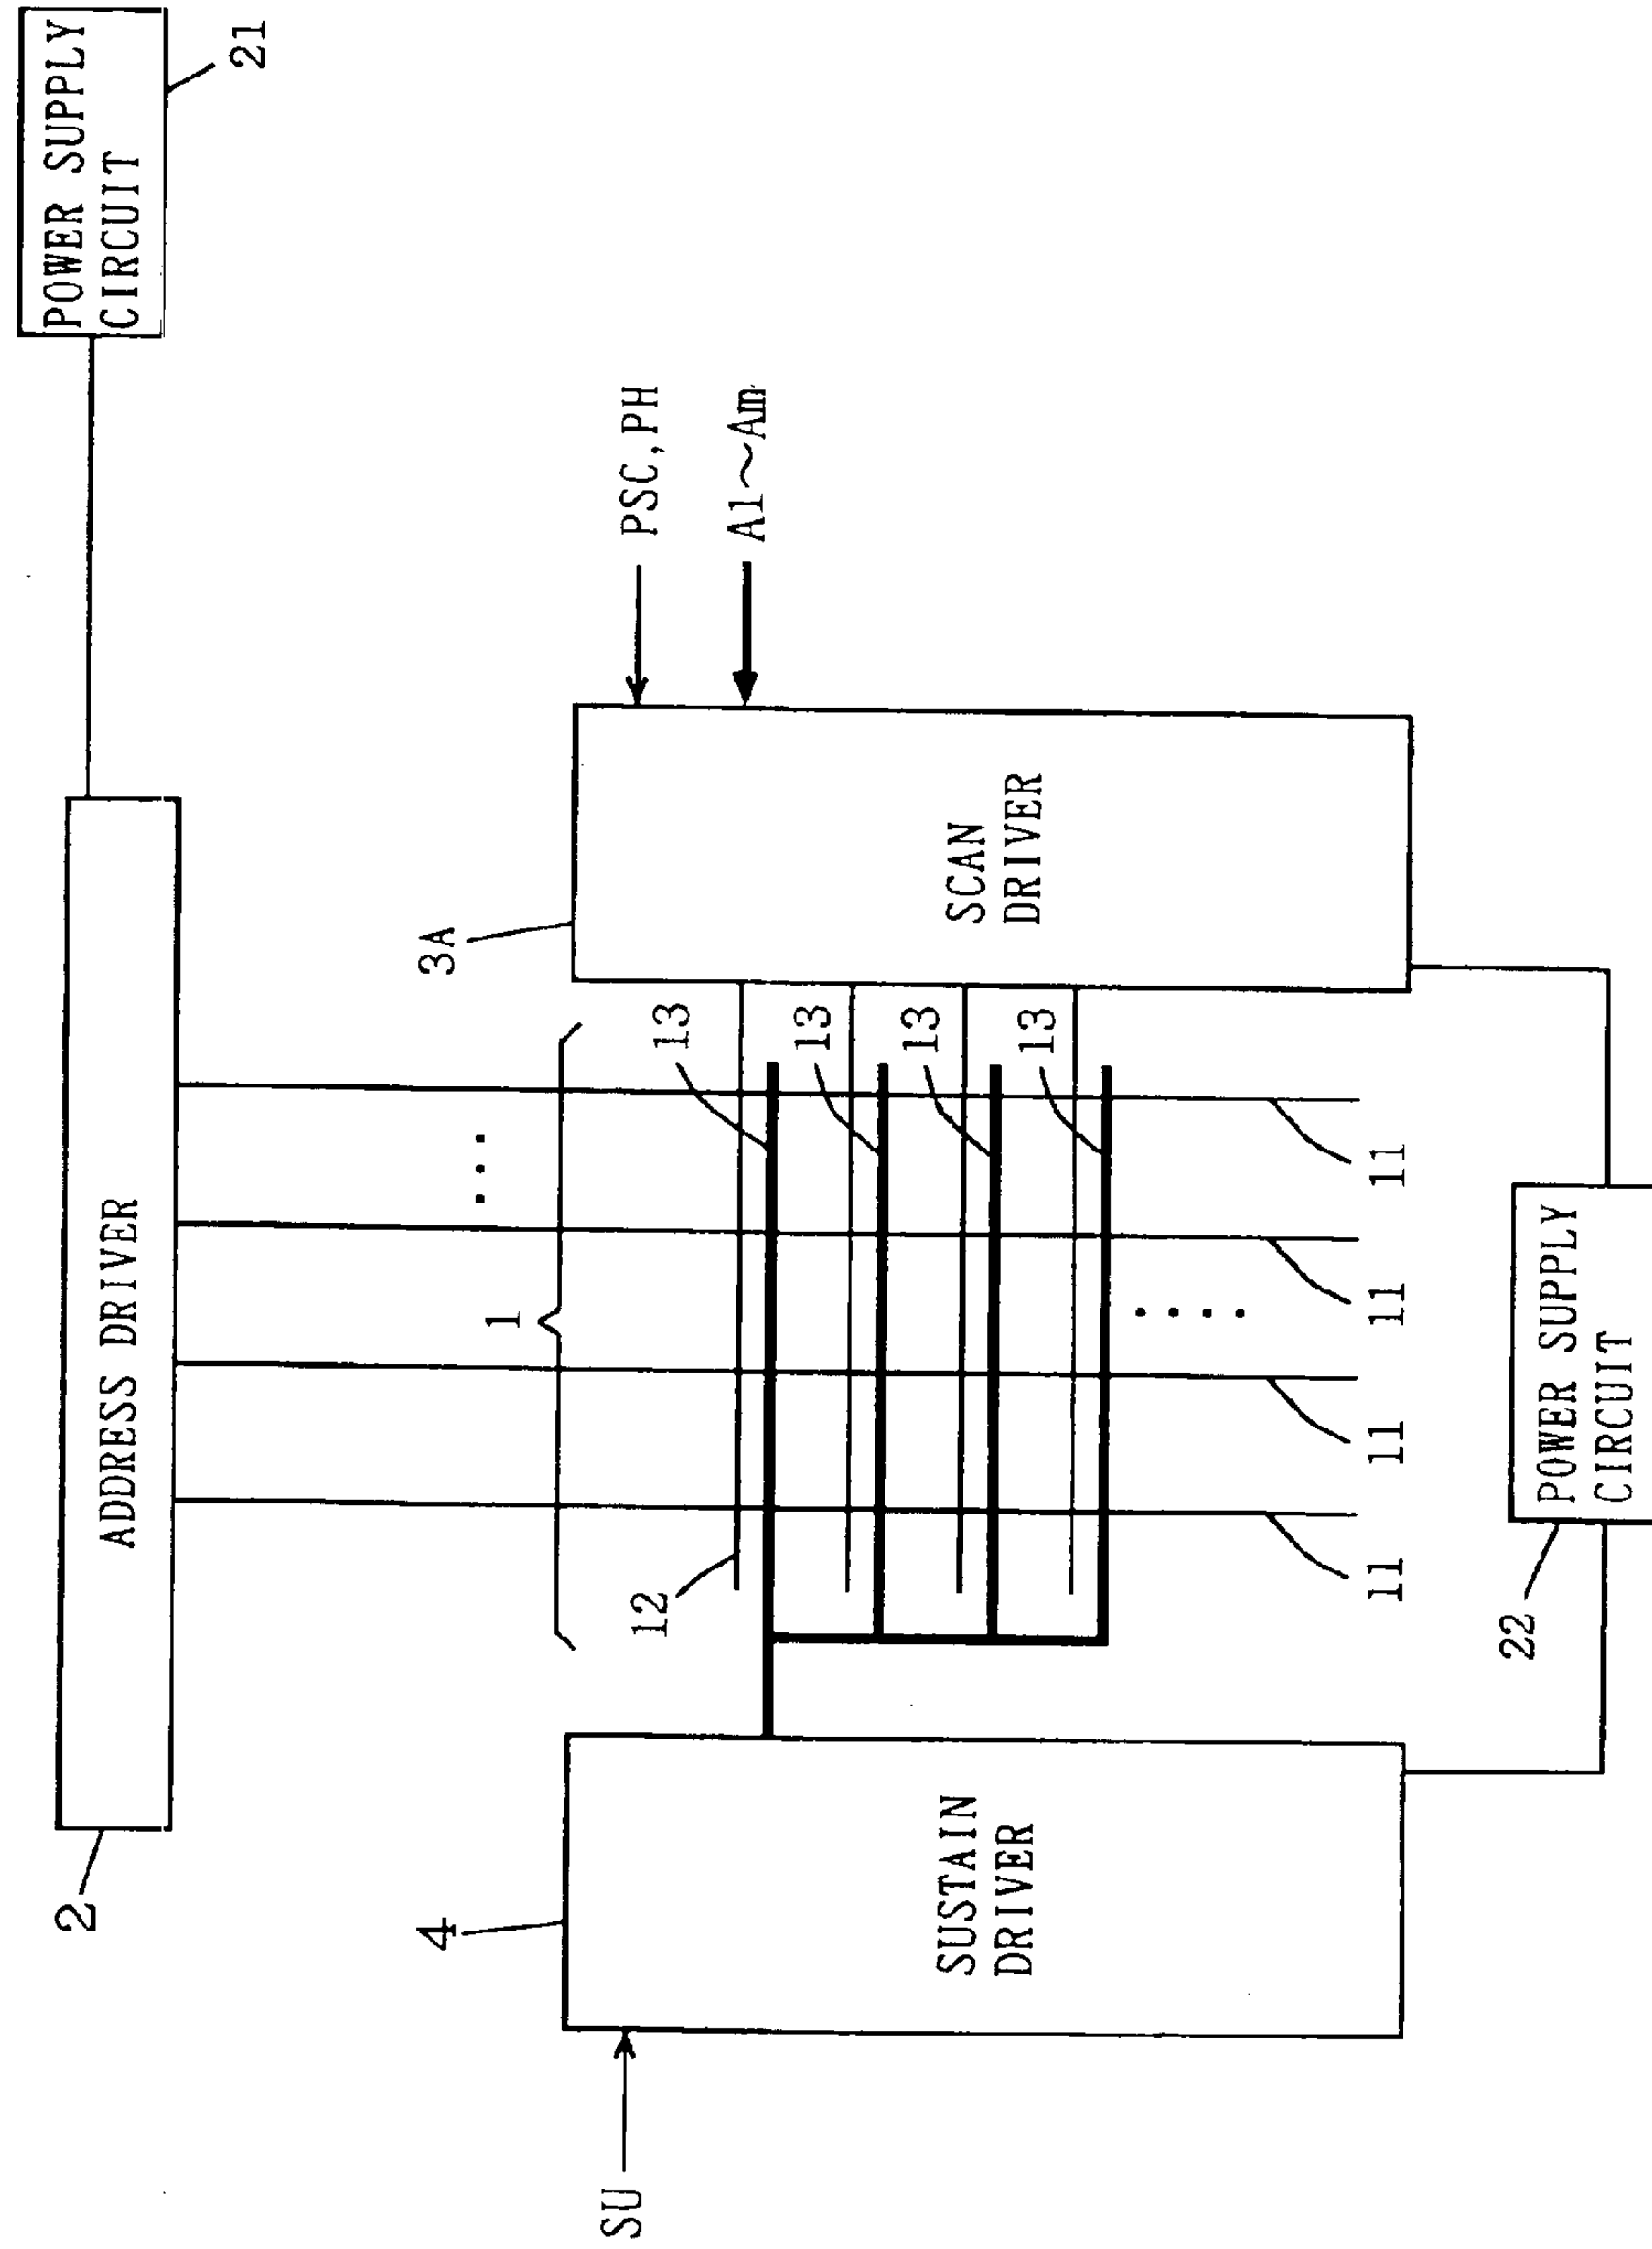 POWER SUPPLY
CIRCUIT
21
2
ADDRESS DRIVER
4
1
3A
SU
12
13
PSC,PH
A1~Am
13
13
13
SUSTAIN
DRIVER
SCAN
DRIVER
11
11
11
11
22
POWER SUPPLY
CIRCUIT